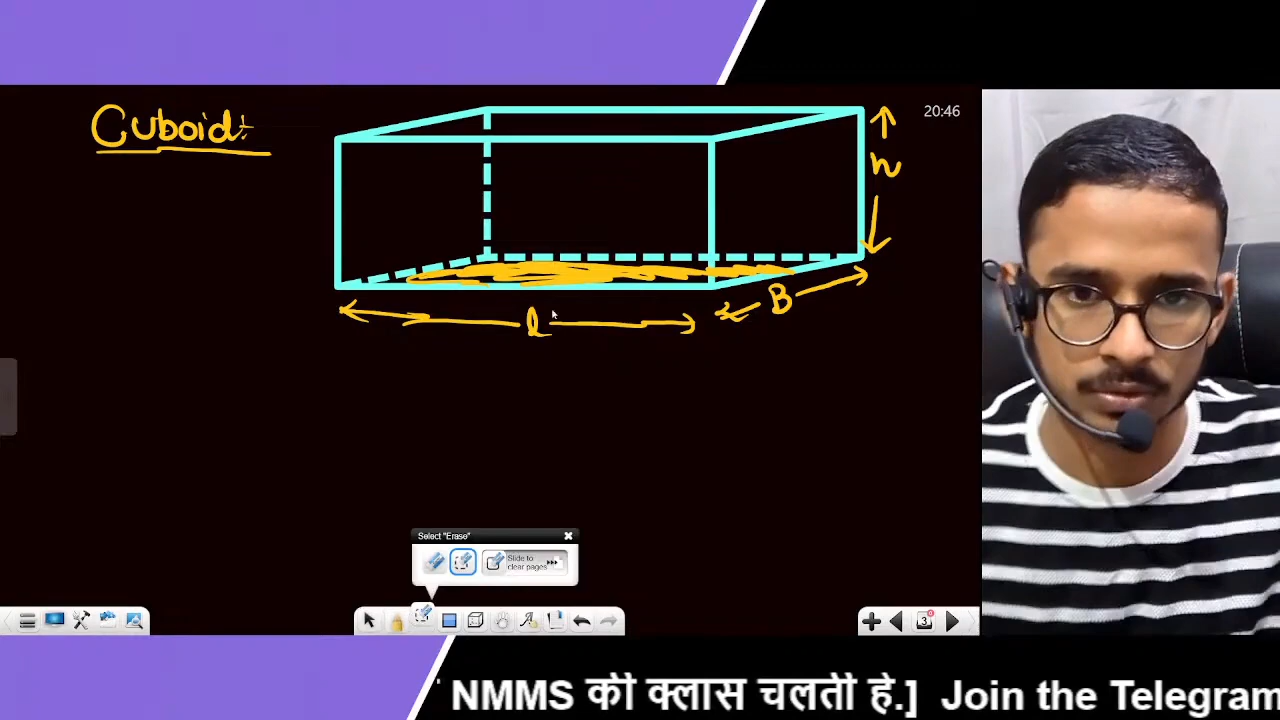 Cuboid:
20:46
h
B
l
Select "Erase"
Slide to
clear pages
3
NMMS की क्लास चलती है.] Join the Telegram